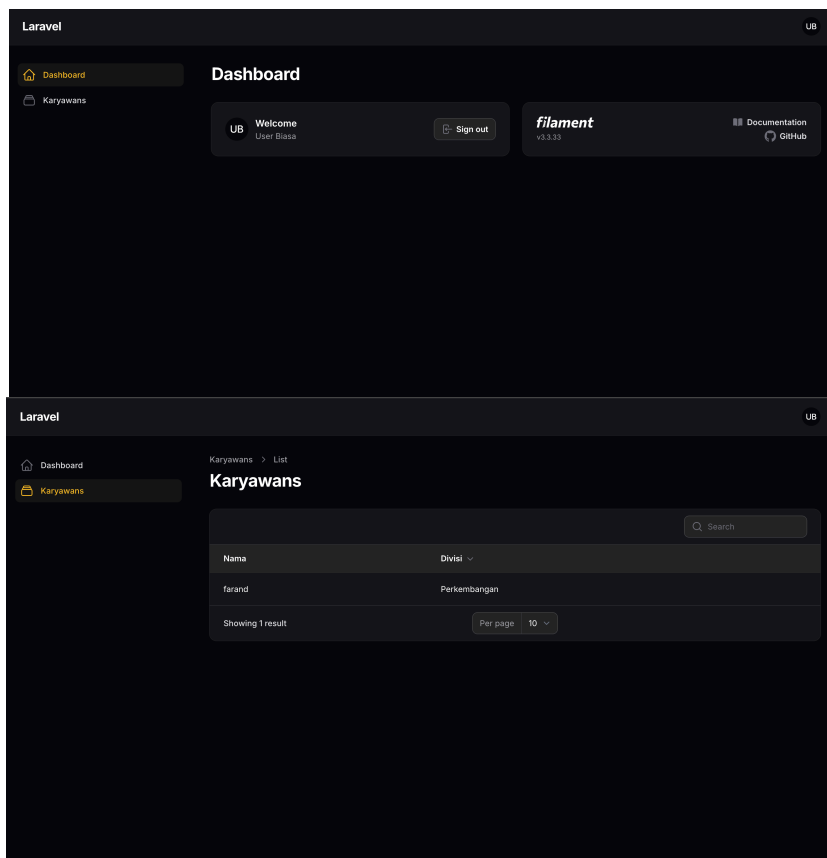 Laravel
UB
Dashboard
Karyawans
Dashboard
UB
Welcome
User Biasa
Sign out
filament
v3.3.33
Documentation
GitHub
Laravel
UB
Dashboard
Karyawans
Karyawans > List
Karyawans
Search
Nama Divisi
farand Perkembangan
Showing 1 result
Per page 10